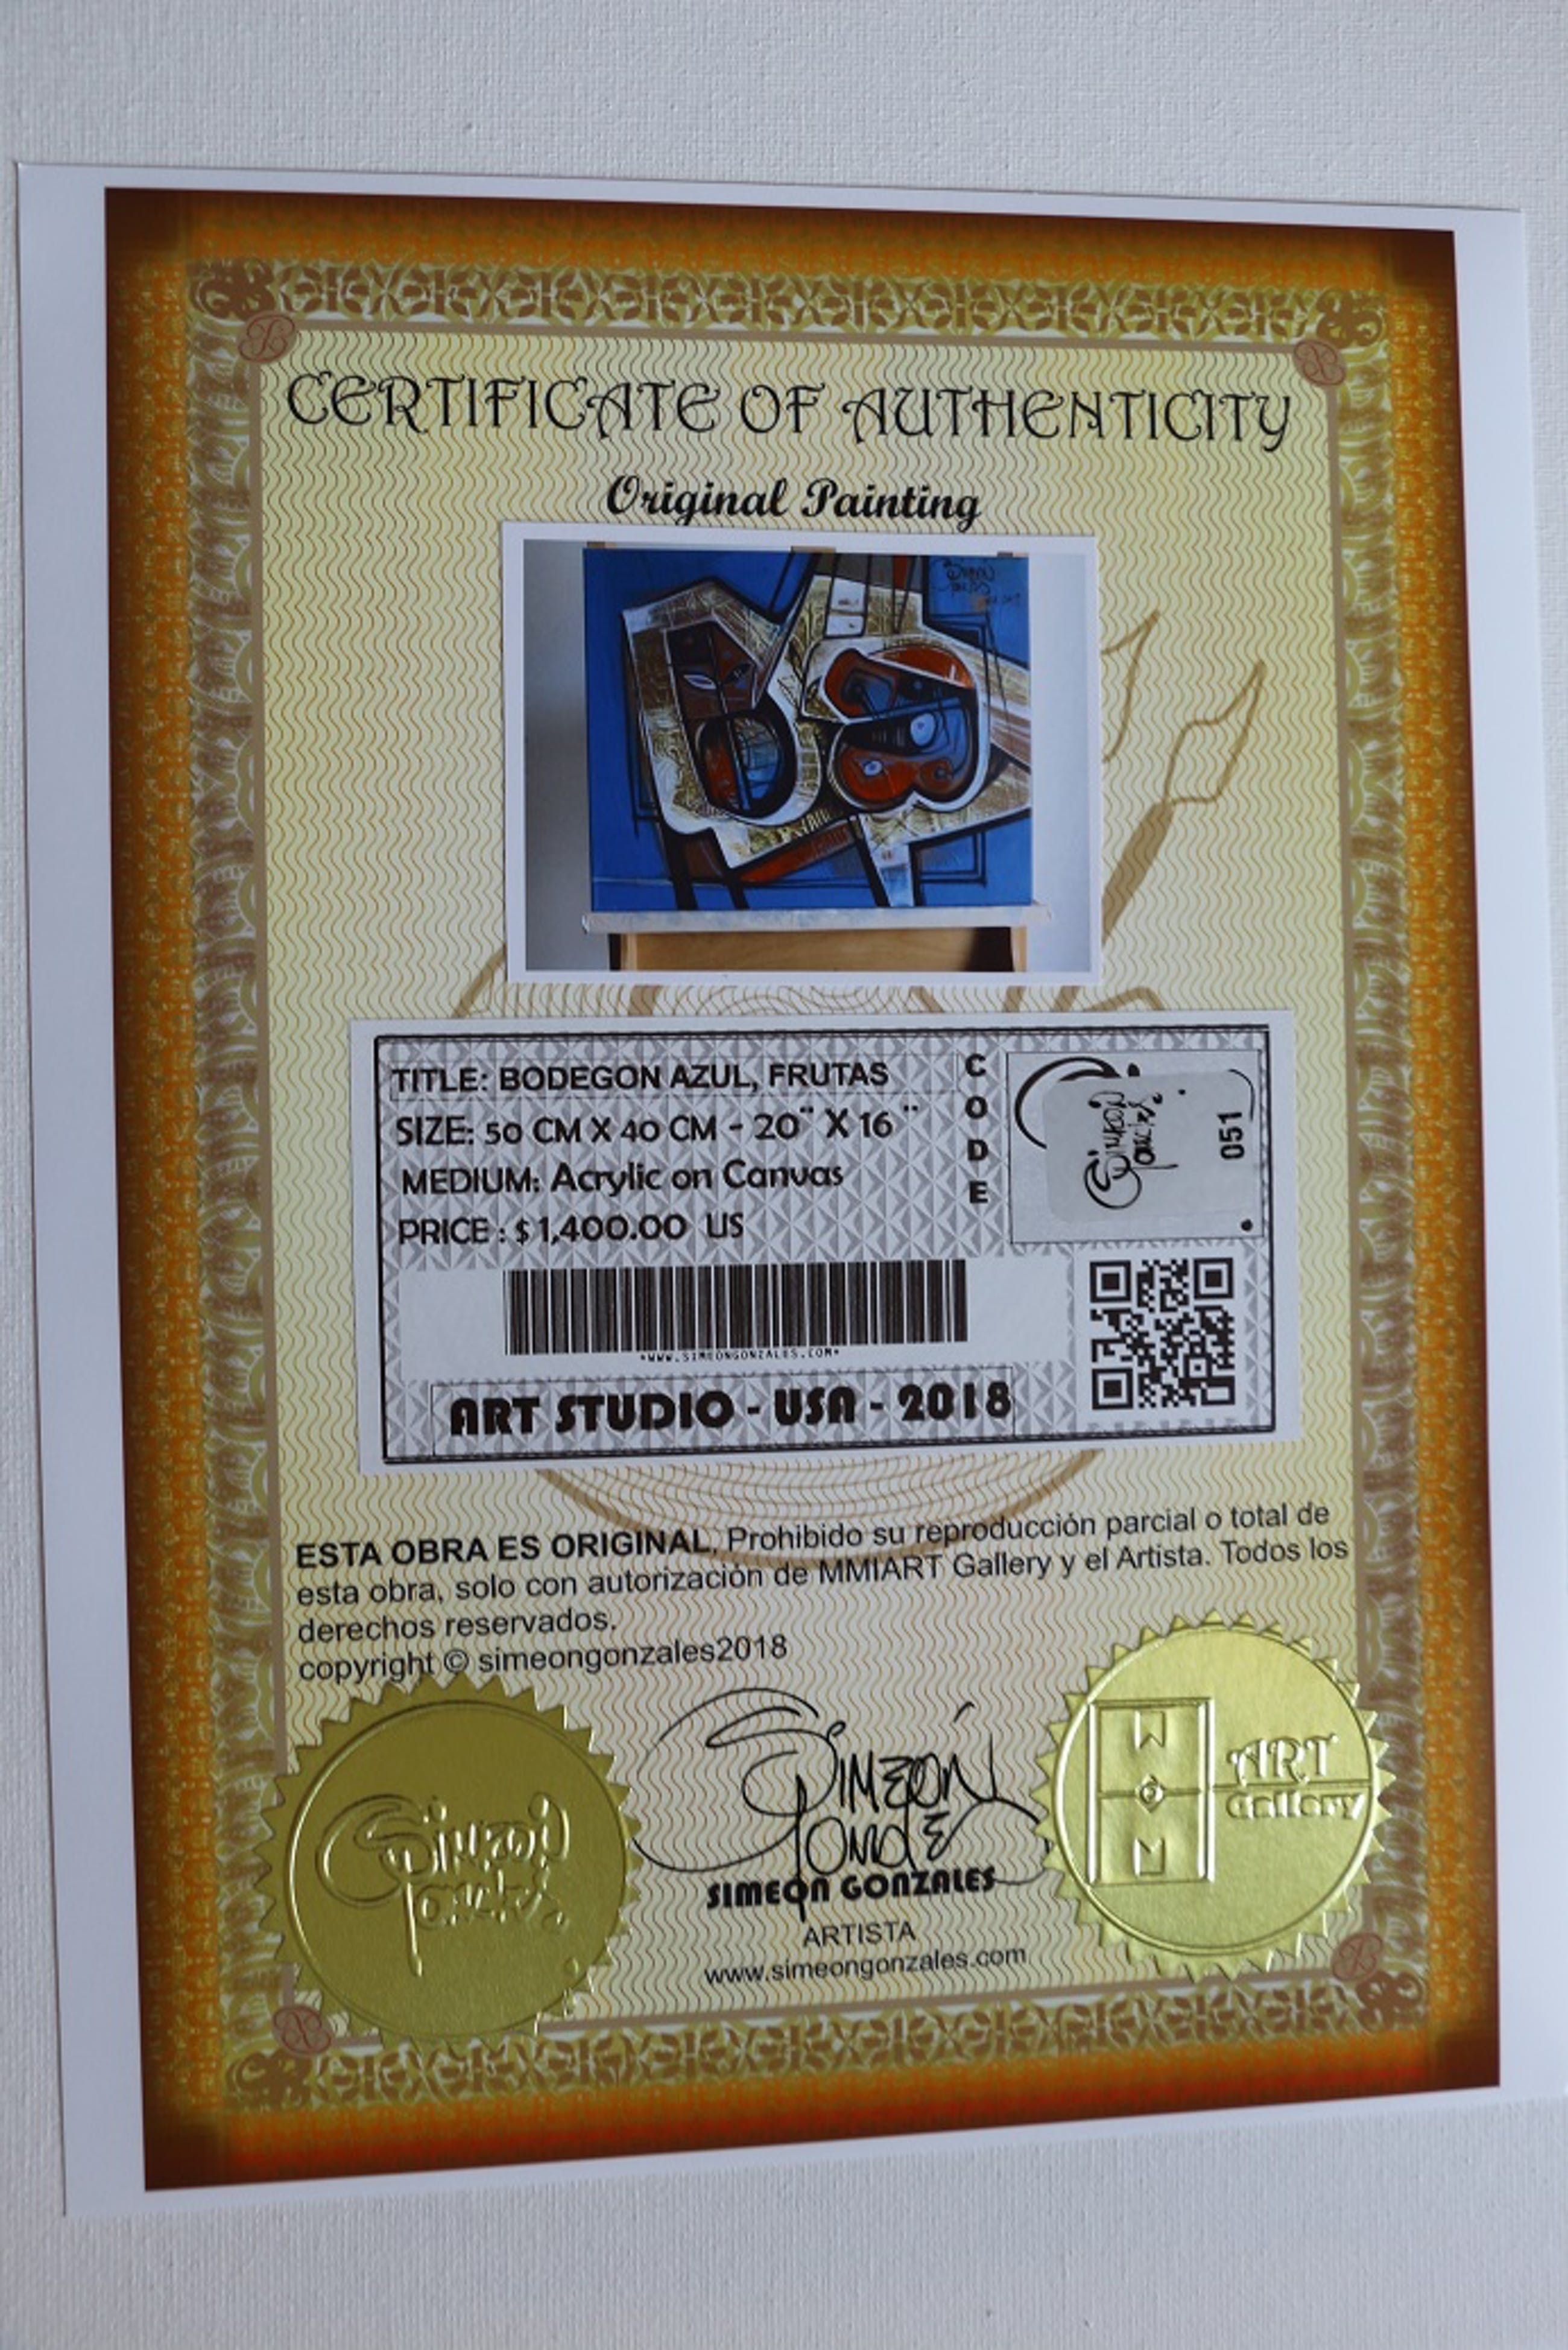 CERTIFICATE OF AUTHENTICITY
Original Painting
TITLE: BODEGON AZUL, FRUTAS
SIZE: 50 CM X 40 CM - 20" X 16 "
MEDIUM: Acrylic on Canvas
PRICE : $ 1,400.00 US
CODE
051
*WWW.SIMEONGONZALES.COM*
ART STUDIO - USA - 2018
ESTA OBRA ES ORIGINAL, Prohibido su reproducción parcial o total de
esta obra, solo con autorización de MMIART Gallery y el Artista. Todos los
derechos reservados.
copyright © simeongonzales2018
SIMEON
SIMEON GONZALES
ARTISTA
www.simeongonzales.com
ART
Gallery